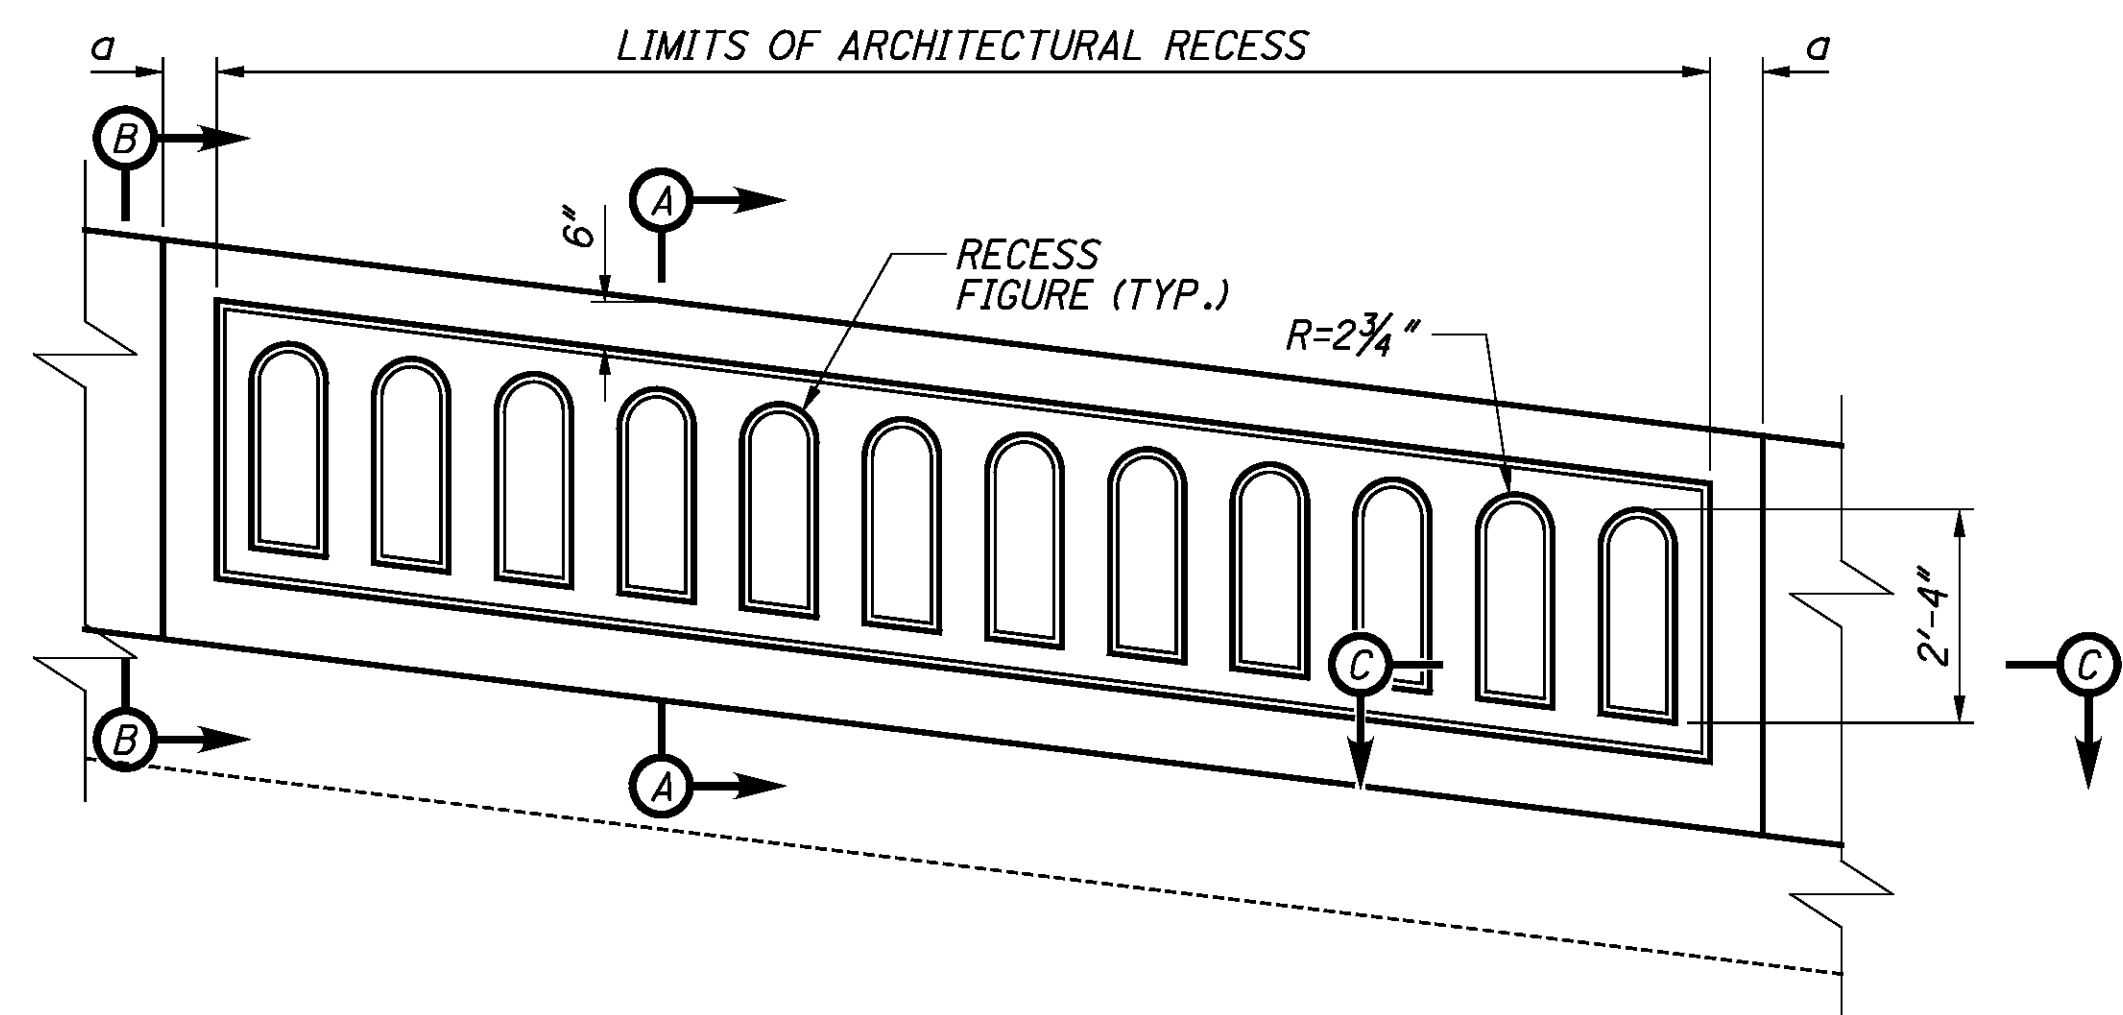 a
LIMITS OF ARCHITECTURAL RECESS
a
B
A
6"
RECESS
FIGURE (TYP.)
R=2¾"
2'-4"
C
C
B
A